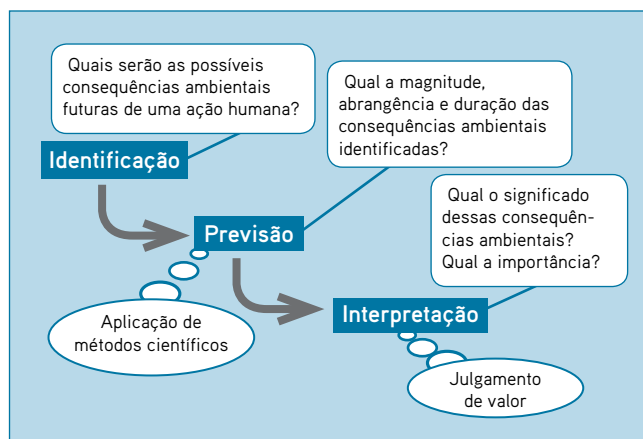 Quais serão as possíveis
consequências ambientais
futuras de uma ação humana?
Identificação
Qual a magnitude,
abrangência e duração das
consequências ambientais
identificadas?
Previsão
Aplicação de
métodos científicos
Qual o significado
dessas consequên-
cias ambientais?
Qual a importância?
Interpretação
Julgamento
de valor